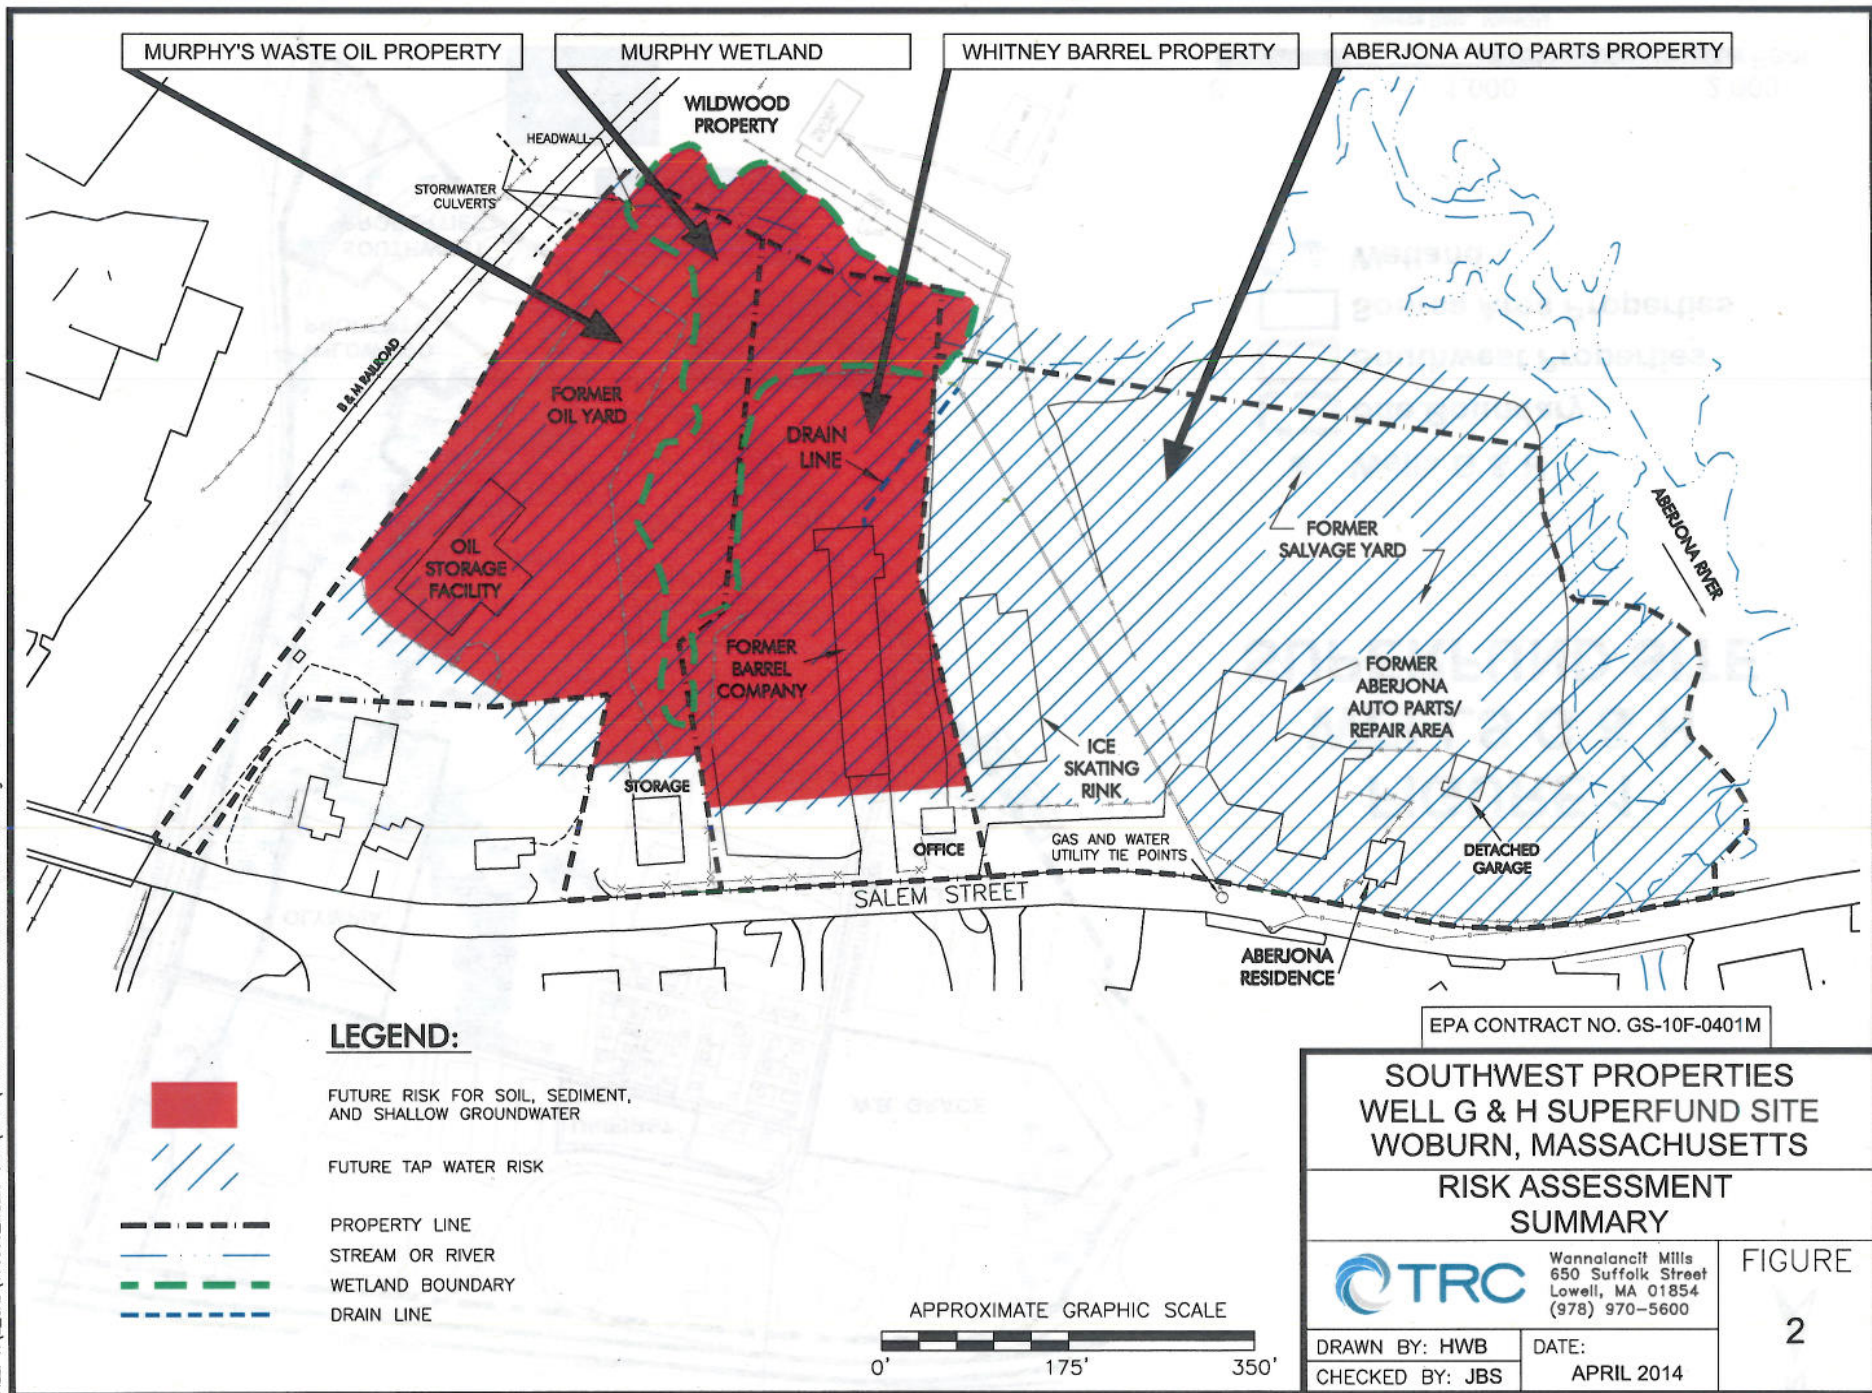 MURPHY'S WASTE OIL PROPERTY
MURPHY WETLAND
WHITNEY BARREL PROPERTY
ABERJONA AUTO PARTS PROPERTY
WILDWOOD
PROPERTY
HEADWALL
STORMWATER
CULVERTS
B & M RAILROAD
FORMER
OIL YARD
DRAIN
LINE
OIL
STORAGE
FACILITY
FORMER
BARREL
COMPANY
FORMER
SALVAGE YARD
ABERJONA RIVER
FORMER
ABERJONA
AUTO PARTS/
REPAIR AREA
ICE
SKATING
RINK
STORAGE
OFFICE
GAS AND WATER
UTILITY TIE POINTS
DETACHED
GARAGE
SALEM STREET
ABERJONA
RESIDENCE
EPA CONTRACT NO. GS-10F-0401M
LEGEND:
FUTURE RISK FOR SOIL, SEDIMENT,
AND SHALLOW GROUNDWATER
FUTURE TAP WATER RISK
PROPERTY LINE
STREAM OR RIVER
WETLAND BOUNDARY
DRAIN LINE
APPROXIMATE GRAPHIC SCALE
0' 175' 350'
SOUTHWEST PROPERTIES
WELL G & H SUPERFUND SITE
WOBURN, MASSACHUSETTS
RISK ASSESSMENT
SUMMARY
TRC
Wannalancit Mills
650 Suffolk Street
Lowell, MA 01854
(978) 970-5600
FIGURE
2
DRAWN BY: HWB
CHECKED BY: JBS
DATE:
APRIL 2014